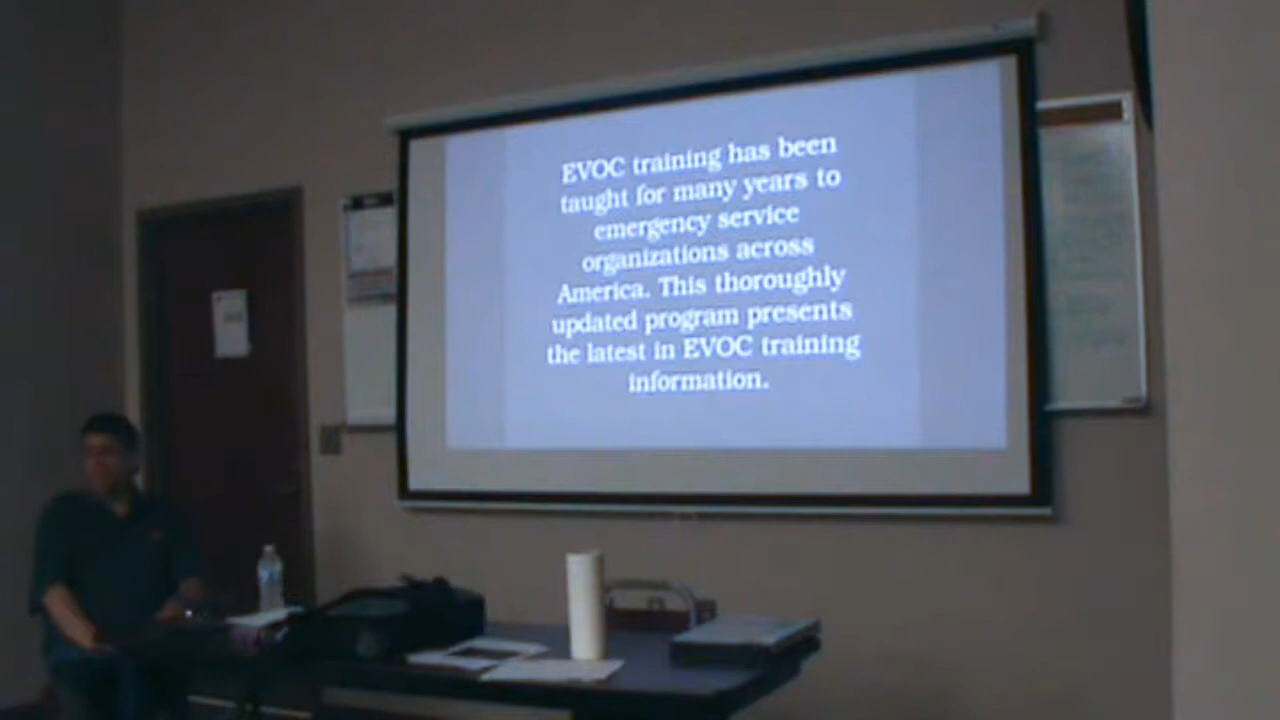 EVOC training has been
taught for many years to
emergency service
organizations across
America. This thoroughly
updated program presents
the latest in EVOC training
information.